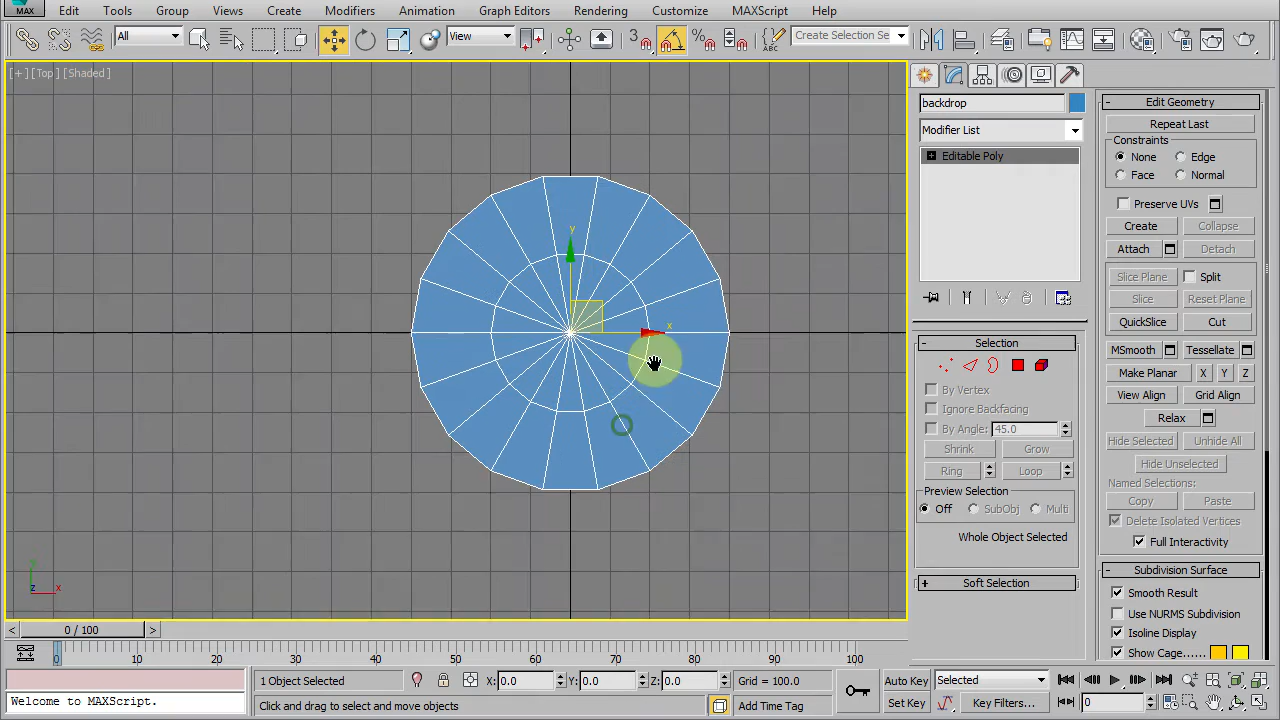 MAX Edit Tools Group Views Create Modifiers Animation Graph Editors Rendering Customize MAXScript Help
All View 3 Create Selection Se
[+][Top][Shaded]
y
x
y
z x
backdrop
Modifier List
Editable Poly
Selection
By Vertex
Ignore Backfacing
By Angle: 45.0
Shrink Grow
Ring Loop
Preview Selection
Off SubObj Multi
Whole Object Selected
Soft Selection
Edit Geometry
Repeat Last
Constraints
None Edge
Face Normal
Preserve UVs
Create Collapse
Attach Detach
Slice Plane Split
Slice Reset Plane
QuickSlice Cut
MSmooth Tessellate
Make Planar X Y Z
View Align Grid Align
Relax
Hide Selected Unhide All
Hide Unselected
Named Selections:
Copy Paste
Delete Isolated Vertices
Full Interactivity
Subdivision Surface
Smooth Result
Use NURMS Subdivision
Isoline Display
Show Cage......
< 0 / 100 >
0 10 20 30 40 50 60 70 80 90 100
Welcome to MAXScript.
1 Object Selected X: 0.0 Y: 0.0 Z: 0.0 Grid = 100.0
Click and drag to select and move objects Add Time Tag
Auto Key Selected
Set Key Key Filters... 0